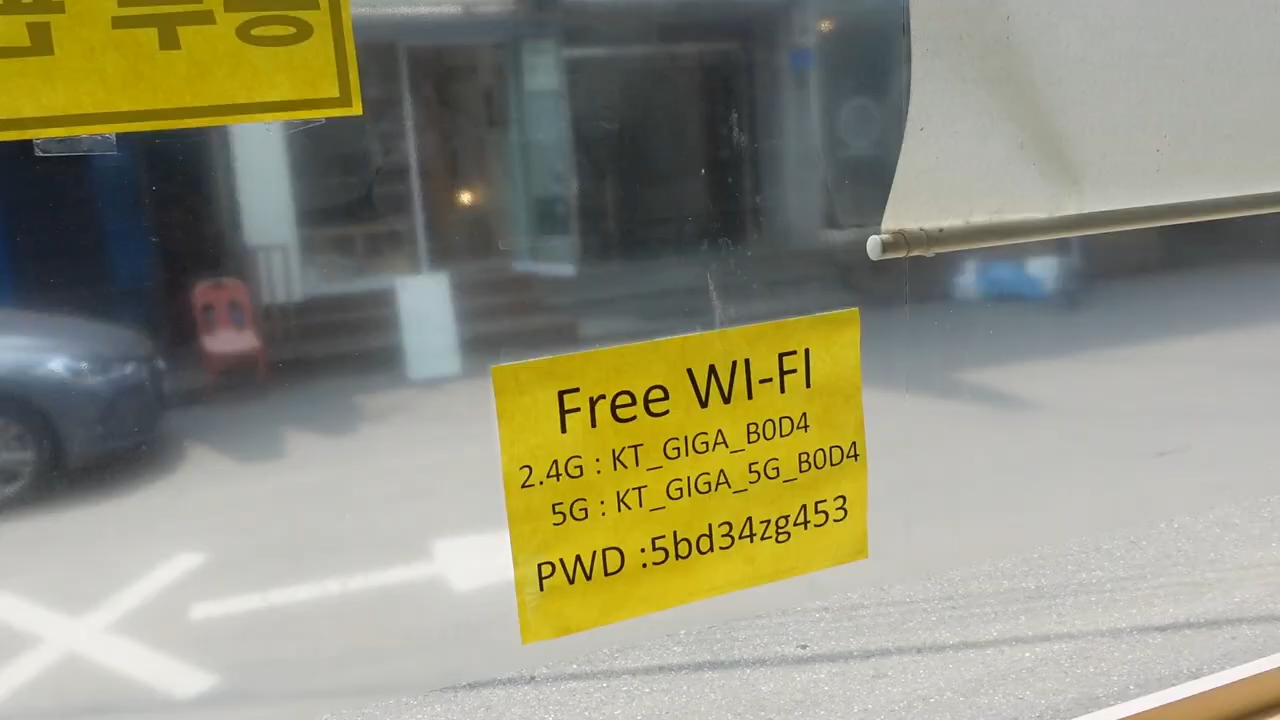 Free WI-FI
2.4G : KT_GIGA_B0D4
5G : KT_GIGA_5G_B0D4
PWD :5bd34zg453